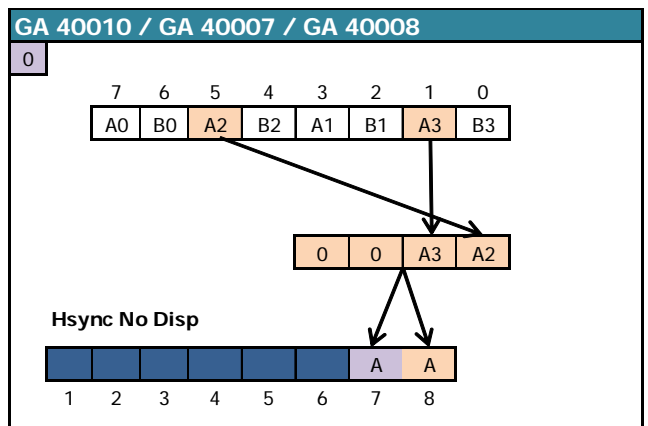 GA 40010 / GA 40007 / GA 40008
0
7 6 5 4 3 2 1 0
A0 B0 A2 B2 A1 B1 A3 B3
0 0 A3 A2
Hsync No Disp
A A
1 2 3 4 5 6 7 8